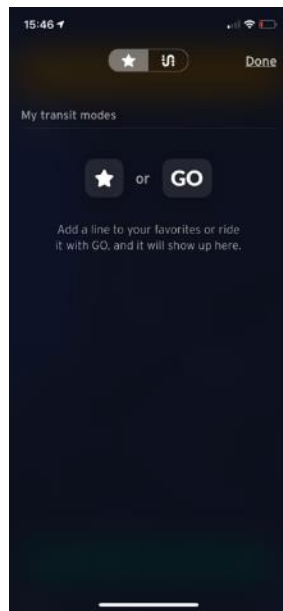 15:46
Done
My transit modes
or GO
Add a line to your favorites or ride
it with GO, and it will show up here.